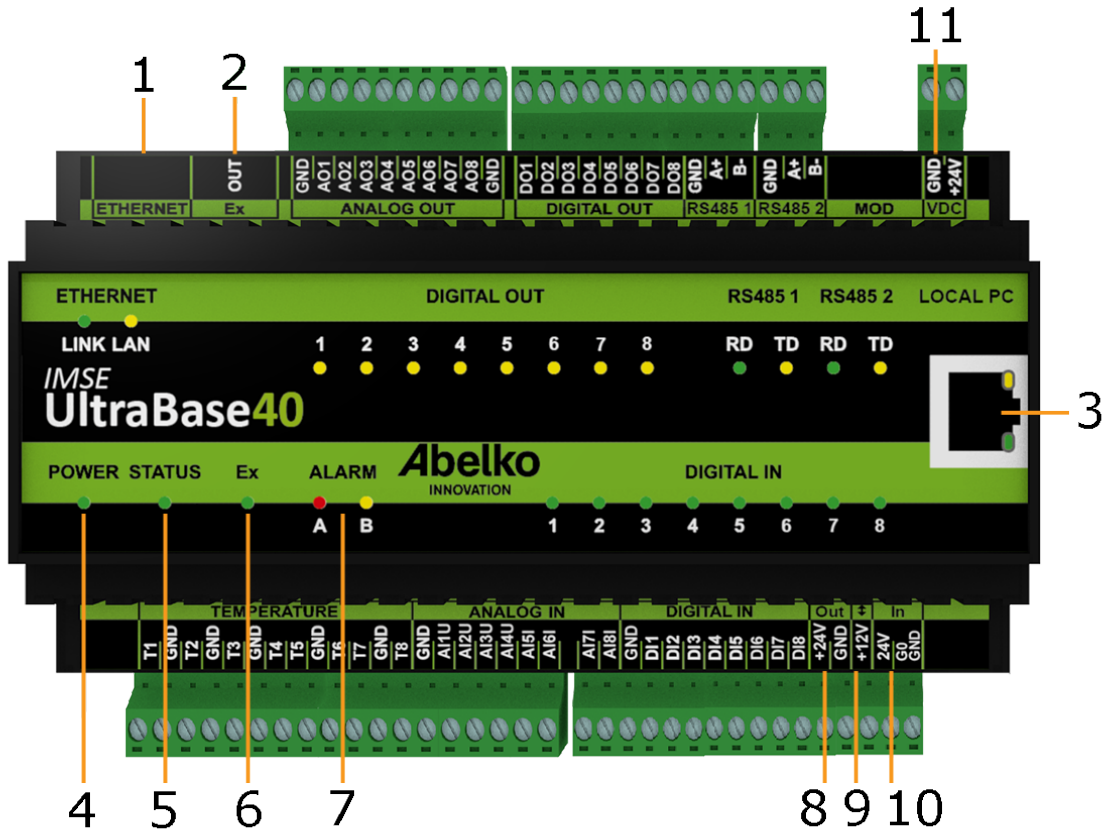 11
1 2
GND AO1 AO2 AO3 AO4 AO5 AO6 AO7 AO8 GND DO1 DO2 DO3 DO4 DO5 DO6 DO7 DO8 GND A+ B- GND A+ B- GND +24V
OUT
ETHERNET Ex ANALOG OUT DIGITAL OUT RS485 1 RS485 2 MOD VDC
ETHERNET DIGITAL OUT RS485 1 RS485 2 LOCAL PC
LINK LAN 1 2 3 4 5 6 7 8 RD TD RD TD
IMSE
UltraBase40
3
POWER STATUS Ex ALARM Abelko DIGITAL IN
INNOVATION
A B 1 2 3 4 5 6 7 8
TEMPERATURE ANALOG IN DIGITAL IN Out ⬍ In
T1 GND T2 GND T3 GND T4 T5 GND T6 T7 GND T8 GND AI1U AI2U AI3U AI4U AI5I AI6I AI7I AI8I GND DI1 DI2 DI3 DI4 DI5 DI6 DI7 DI8 +24V GND +12V 24V G0 GND
4 5 6 7 8 9 10